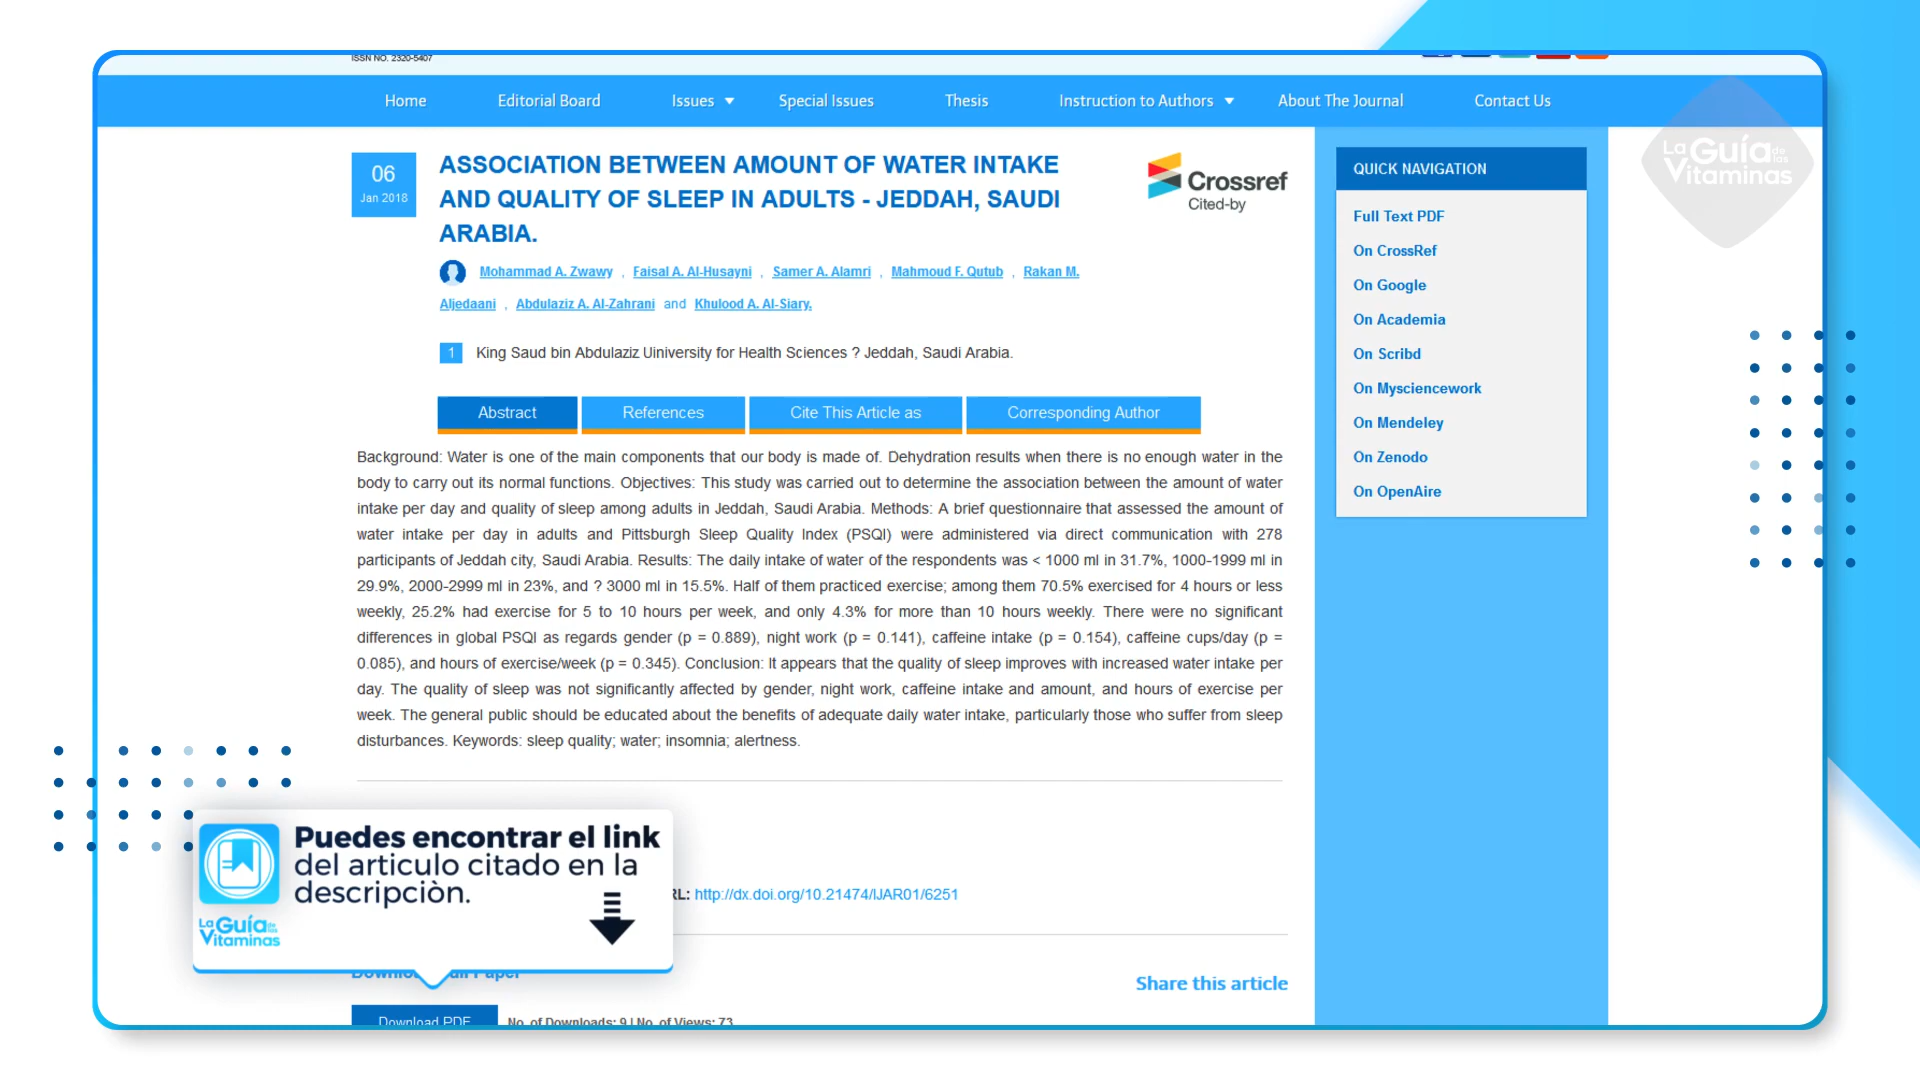 ISSN NO. 2320-5407
Home Editorial Board Issues Special Issues Thesis Instruction to Authors About The Journal Contact Us
La Guía de las Vitaminas
06
Jan 2018
ASSOCIATION BETWEEN AMOUNT OF WATER INTAKE
AND QUALITY OF SLEEP IN ADULTS - JEDDAH, SAUDI
ARABIA.
Crossref
Cited-by
Mohammad A. Zwawy , Faisal A. Al-Husayni , Samer A. Alamri , Mahmoud F. Qutub , Rakan M.
Aljedaani , Abdulaziz A. Al-Zahrani and Khulood A. Al-Siary.
1 King Saud bin Abdulaziz Uiniversity for Health Sciences ? Jeddah, Saudi Arabia.
Abstract References Cite This Article as Corresponding Author
Background: Water is one of the main components that our body is made of. Dehydration results when there is no enough water in the
body to carry out its normal functions. Objectives: This study was carried out to determine the association between the amount of water
intake per day and quality of sleep among adults in Jeddah, Saudi Arabia. Methods: A brief questionnaire that assessed the amount of
water intake per day in adults and Pittsburgh Sleep Quality Index (PSQI) were administered via direct communication with 278
participants of Jeddah city, Saudi Arabia. Results: The daily intake of water of the respondents was < 1000 ml in 31.7%, 1000-1999 ml in
29.9%, 2000-2999 ml in 23%, and ? 3000 ml in 15.5%. Half of them practiced exercise; among them 70.5% exercised for 4 hours or less
weekly, 25.2% had exercise for 5 to 10 hours per week, and only 4.3% for more than 10 hours weekly. There were no significant
differences in global PSQI as regards gender (p = 0.889), night work (p = 0.141), caffeine intake (p = 0.154), caffeine cups/day (p =
0.085), and hours of exercise/week (p = 0.345). Conclusion: It appears that the quality of sleep improves with increased water intake per
day. The quality of sleep was not significantly affected by gender, night work, caffeine intake and amount, and hours of exercise per
week. The general public should be educated about the benefits of adequate daily water intake, particularly those who suffer from sleep
disturbances. Keywords: sleep quality; water; insomnia; alertness.
QUICK NAVIGATION
Full Text PDF
On CrossRef
On Google
On Academia
On Scribd
On Mysciencework
On Mendeley
On Zenodo
On OpenAire
Puedes encontrar el link
del articulo citado en la
descripciòn.
La Guía de las Vitaminas
RL: http://dx.doi.org/10.21474/IJAR01/6251
Share this article
Download PDF No. of Downloads: 9 | No. of Views: 73